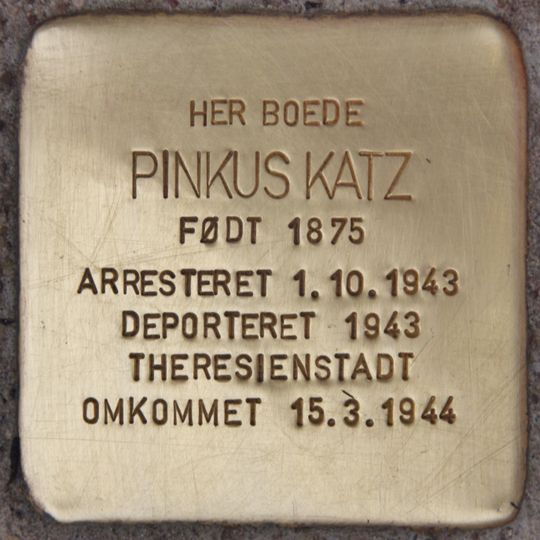 HER BOEDE
PINKUS KATZ
FØDT 1875
ARRESTERET 1.10.1943
DEPORTERET 1943
THERESIENSTADT
OMKOMMET 15.3.1944